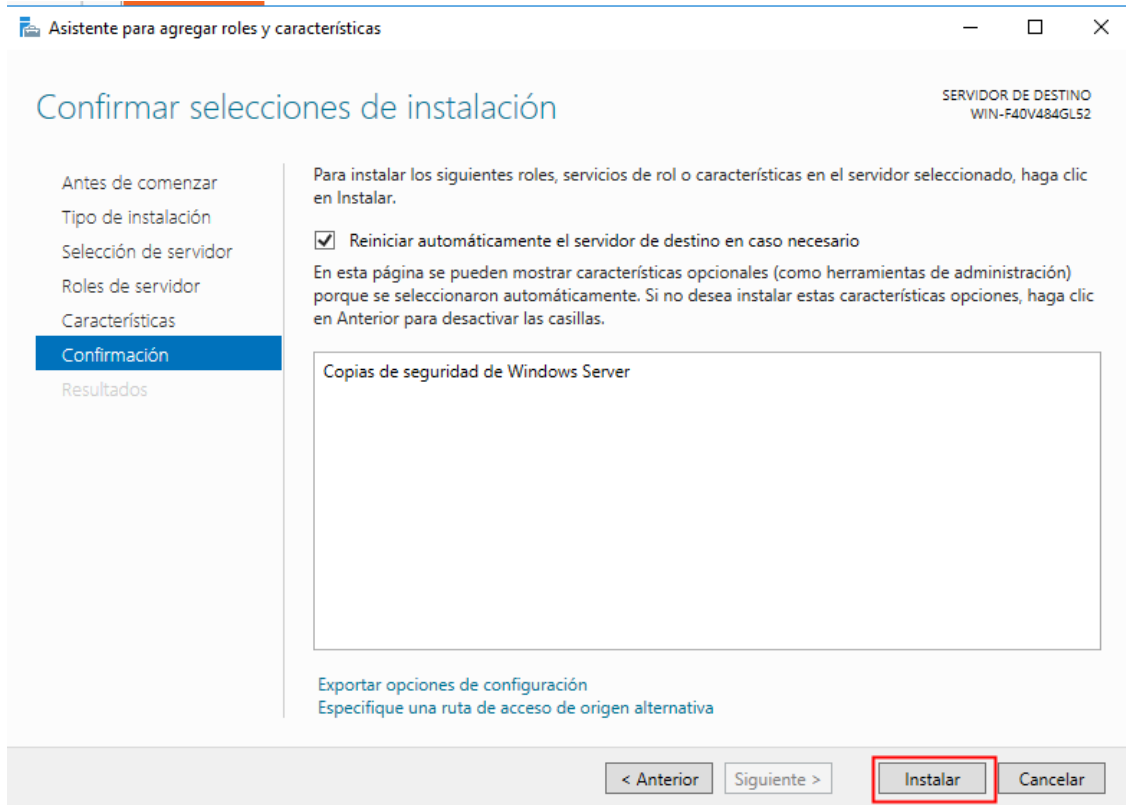 Asistente para agregar roles y características
Confirmar selecciones de instalación
SERVIDOR DE DESTINO
WIN-F40V484GL52
Antes de comenzar
Tipo de instalación
Selección de servidor
Roles de servidor
Características
Confirmación
Resultados
Para instalar los siguientes roles, servicios de rol o características en el servidor seleccionado, haga clic
en Instalar.
Reiniciar automáticamente el servidor de destino en caso necesario
En esta página se pueden mostrar características opcionales (como herramientas de administración)
porque se seleccionaron automáticamente. Si no desea instalar estas características opciones, haga clic
en Anterior para desactivar las casillas.
Copias de seguridad de Windows Server
Exportar opciones de configuración
Especifique una ruta de acceso de origen alternativa
< Anterior
Siguiente >
Instalar
Cancelar